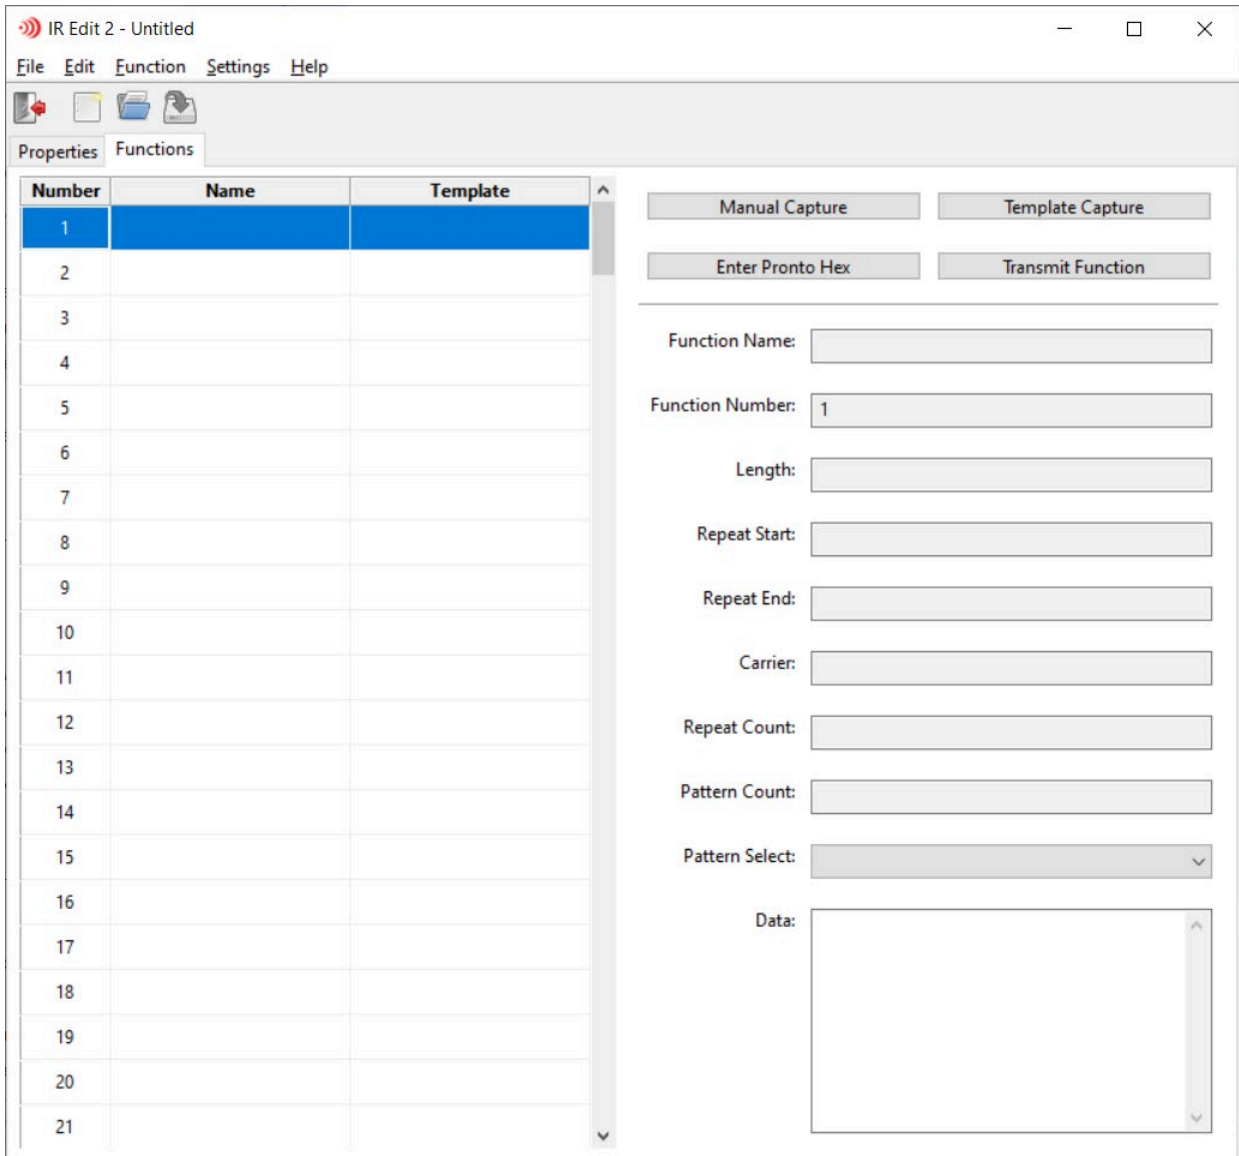 IR Edit 2 - Untitled
File Edit Function Settings Help
Properties Functions
Number Name Template
1
2
3
4
5
6
7
8
9
10
11
12
13
14
15
16
17
18
19
20
21
Manual Capture Template Capture
Enter Pronto Hex Transmit Function
Function Name:
Function Number: 1
Length:
Repeat Start:
Repeat End:
Carrier:
Repeat Count:
Pattern Count:
Pattern Select:
Data: